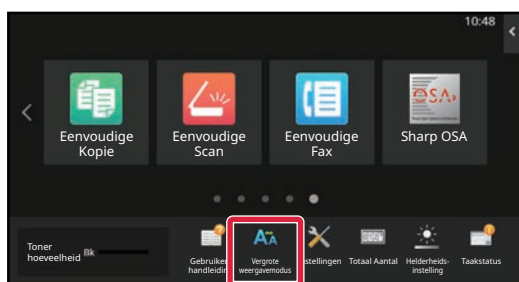 10:48
Eenvoudige
Kopie
Eenvoudige
Scan
Eenvoudige
Fax
OSA
Sharp OSA
Toner
hoeveelheid Bk
Gebruiker
handleidin
Vergrote
weergavemodus
stellingen
Totaal Aantal
Helderheids-
instelling
Taakstatus